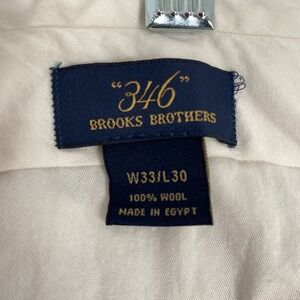 "346"
BROOKS BROTHERS
W33/L30
100% WOOL
MADE IN EGYPT